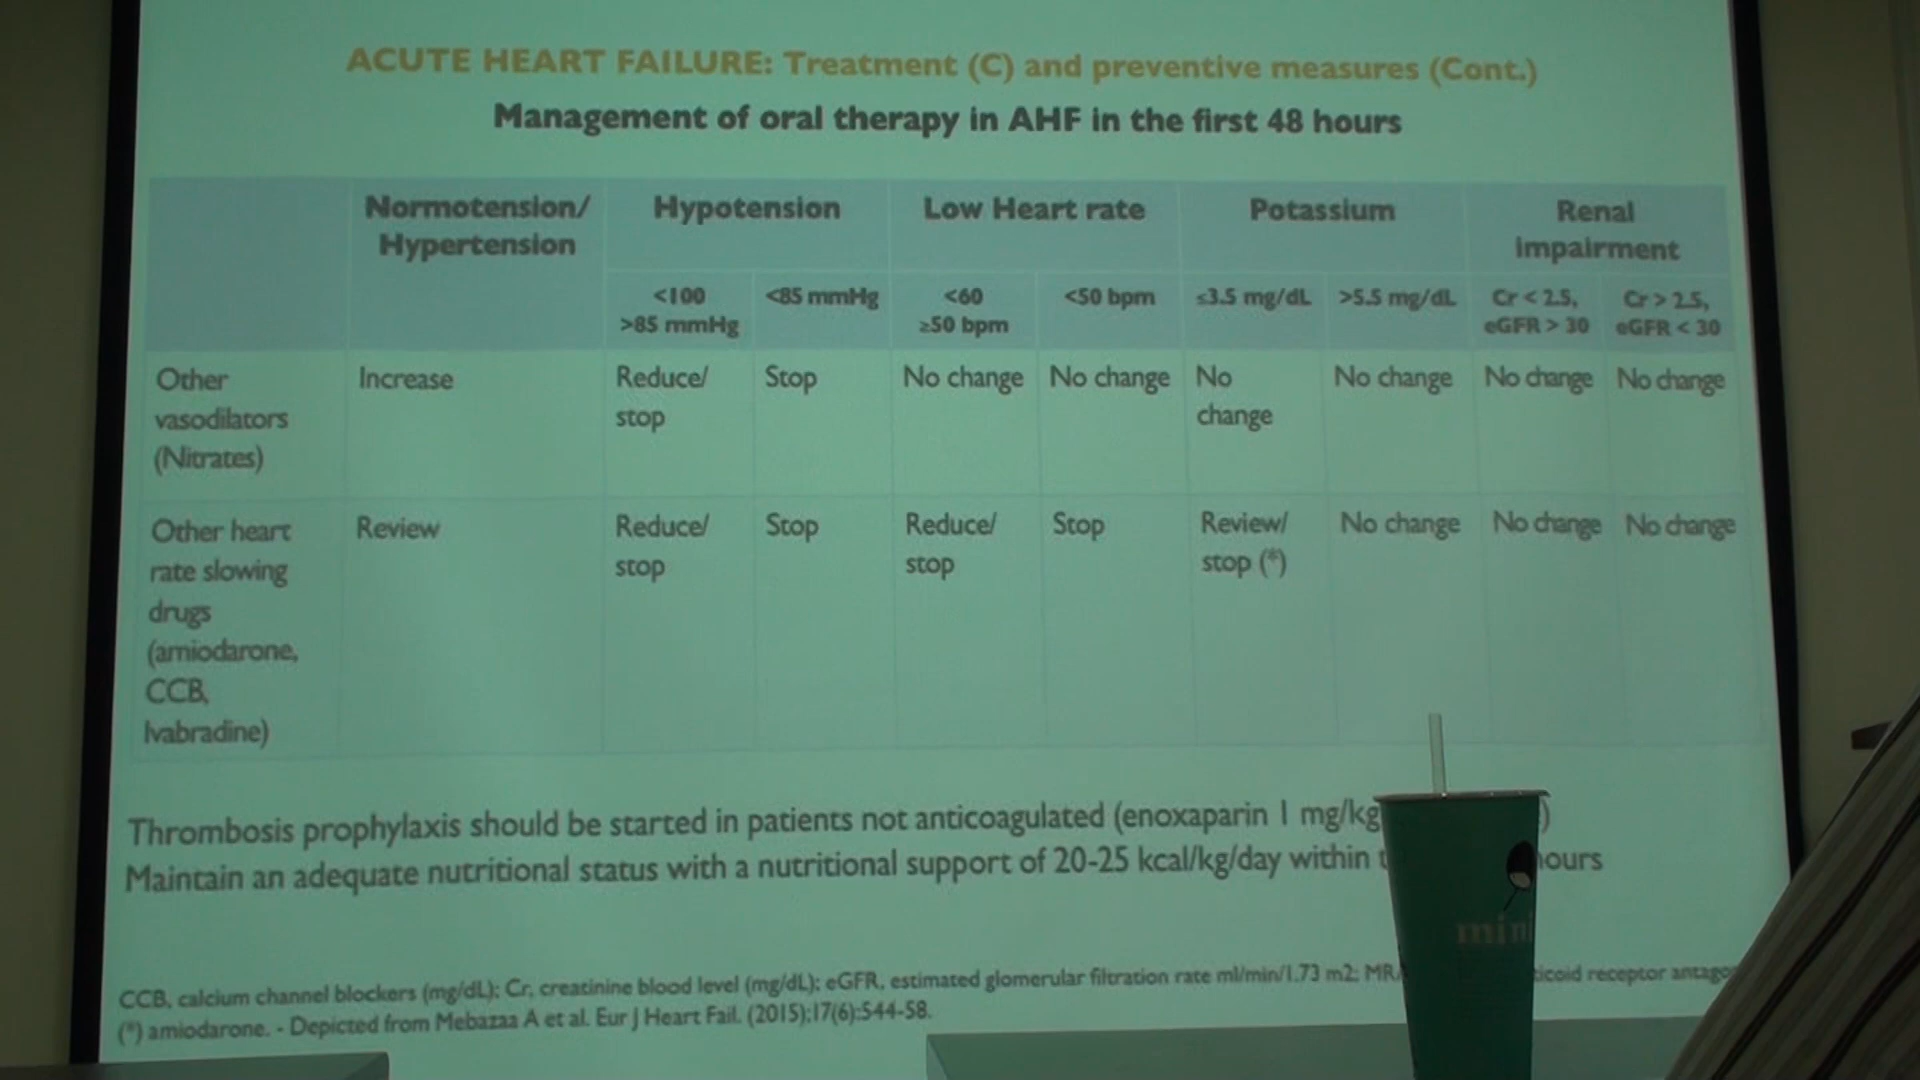 ACUTE HEART FAILURE: Treatment (C) and preventive measures (Cont.)
Management of oral therapy in AHF in the first 48 hours
Normotension/
Hypertension
Hypotension
Low Heart rate
Potassium
Renal
impairment
<100
>85 mmHg
<85 mmHg
<60
≥50 bpm
<50 bpm
≤3.5 mg/dL
>5.5 mg/dL
Cr < 2.5,
eGFR > 30
Cr > 2.5,
eGFR < 30
Other
vasodilators
(Nitrates)
Increase
Reduce/
stop
Stop
No change
No change
No
change
No change
No change
No change
Other heart
rate slowing
drugs
(amiodarone,
CCB,
Ivabradine)
Review
Reduce/
stop
Stop
Reduce/
stop
Stop
Review/
stop (*)
No change
No change
No change
Thrombosis prophylaxis should be started in patients not anticoagulated (enoxaparin 1 mg/kg )
Maintain an adequate nutritional status with a nutritional support of 20-25 kcal/kg/day within hours
CCB, calcium channel blockers (mg/dL); Cr, creatinine blood level (mg/dL); eGFR, estimated glomerular filtration rate ml/min/1.73 m2; receptor
(*) amiodarone. - Depicted from Mebazaa A et al. Eur J Heart Fail. (2015);17(6):544-58.
mini